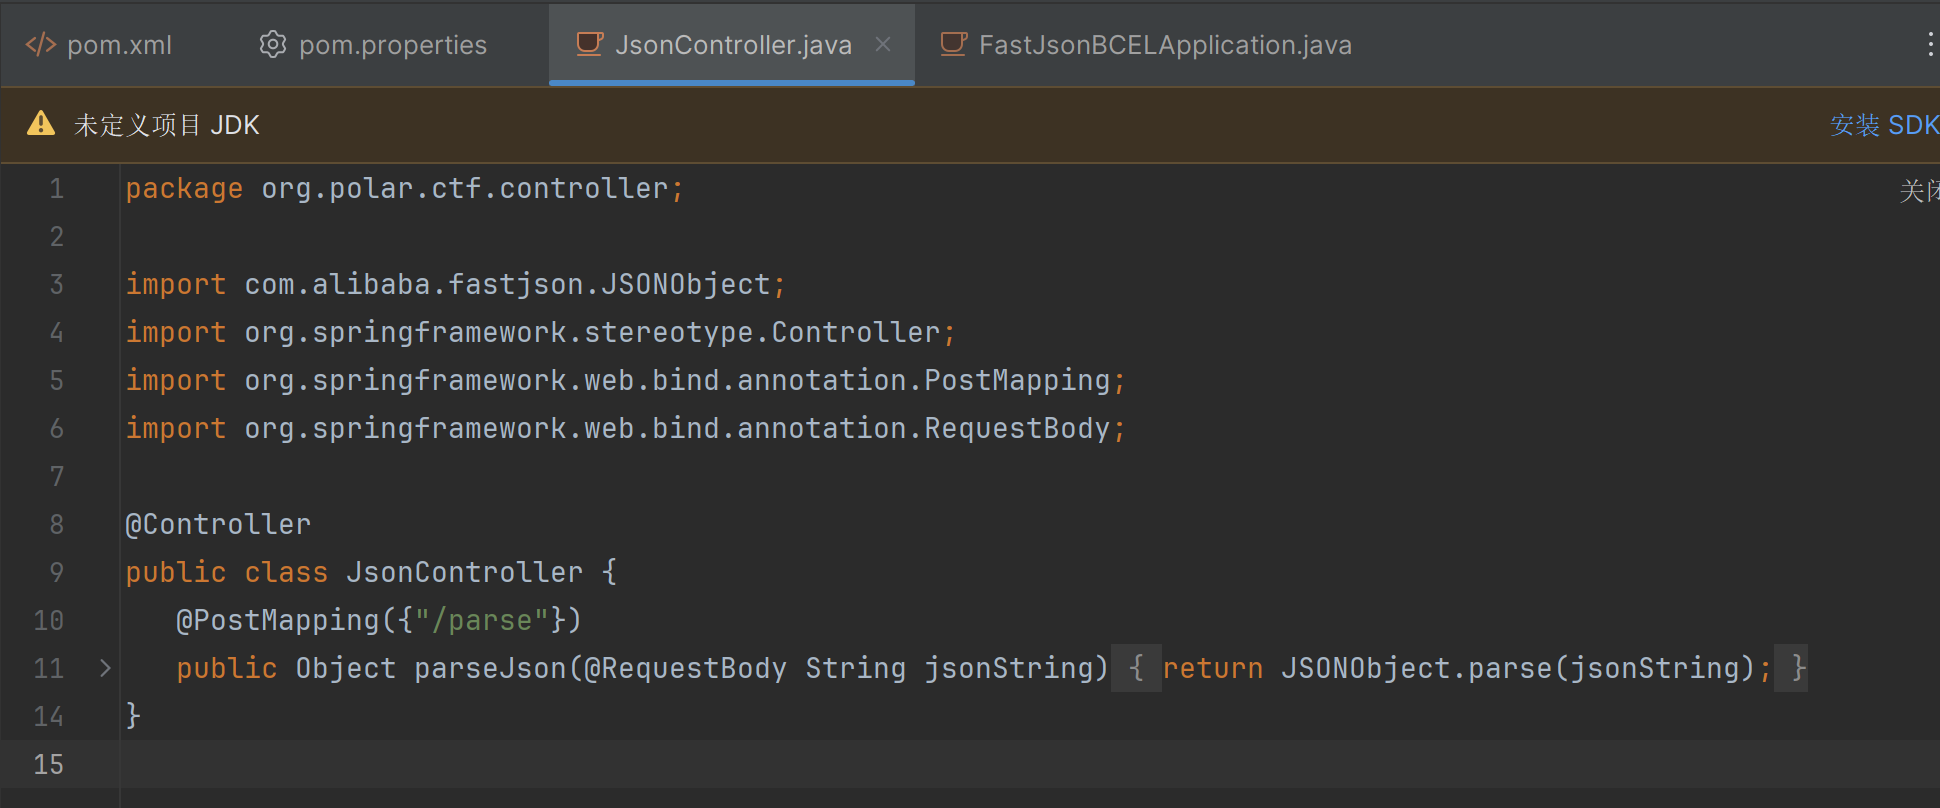 pom.xml pom.properties JsonController.java FastJsonBCELApplication.java
未定义项目 JDK 安装 SDK
1 package org.polar.ctf.controller;
关闭
2
3 import com.alibaba.fastjson.JSONObject;
4 import org.springframework.stereotype.Controller;
5 import org.springframework.web.bind.annotation.PostMapping;
6 import org.springframework.web.bind.annotation.RequestBody;
7
8 @Controller
9 public class JsonController {
10 @PostMapping({"/parse"})
11 public Object parseJson(@RequestBody String jsonString) { return JSONObject.parse(jsonString); }
14 }
15